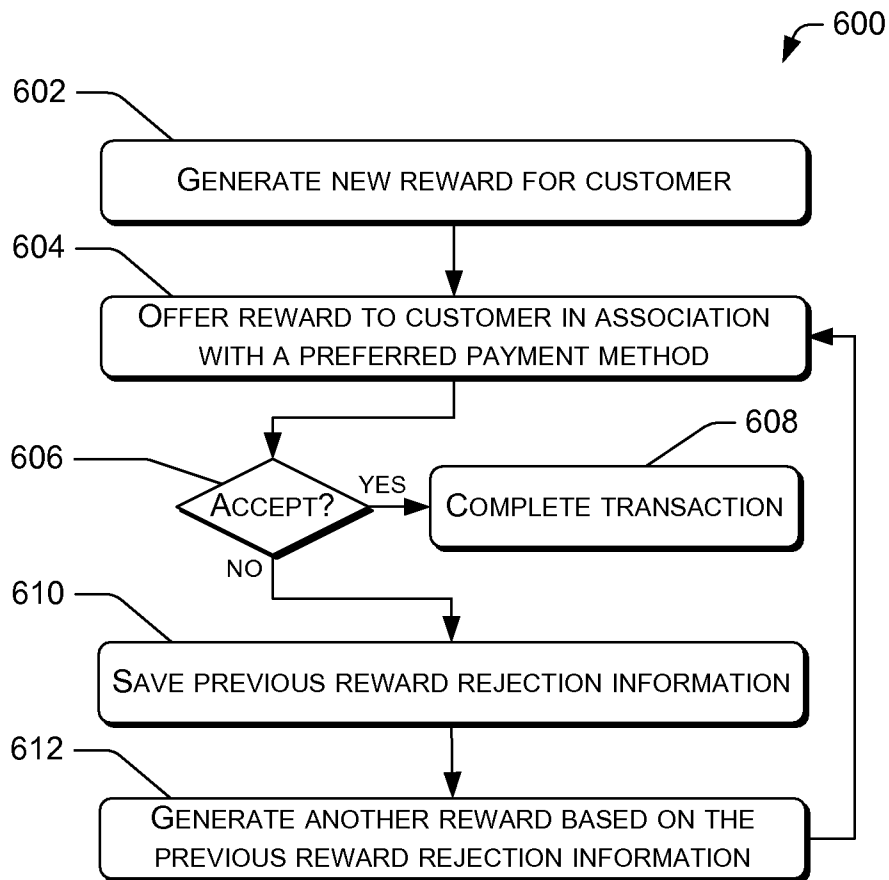 600
602
GENERATE NEW REWARD FOR CUSTOMER
604
OFFER REWARD TO CUSTOMER IN ASSOCIATION
WITH A PREFERRED PAYMENT METHOD
606
ACCEPT?
YES
608
COMPLETE TRANSACTION
NO
610
SAVE PREVIOUS REWARD REJECTION INFORMATION
612
GENERATE ANOTHER REWARD BASED ON THE
PREVIOUS REWARD REJECTION INFORMATION